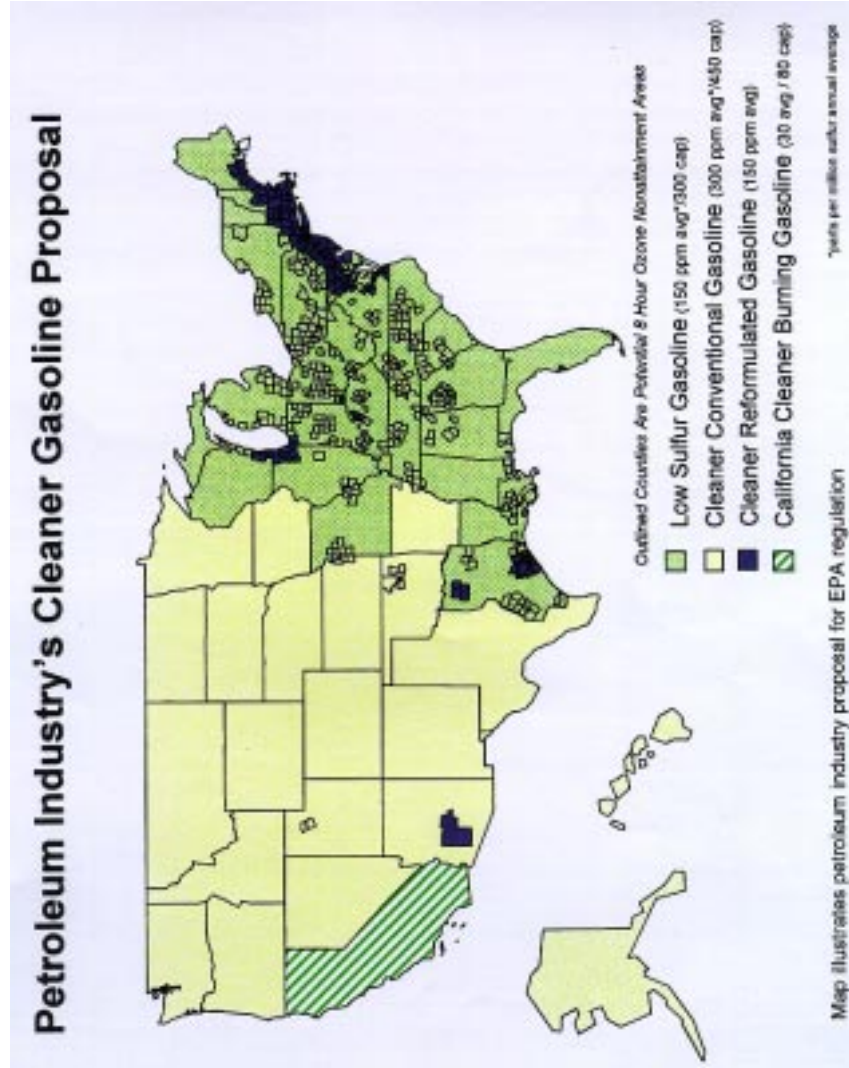 Petroleum Industry's Cleaner Gasoline Proposal
Outlined Counties Are Potential 8 Hour Ozone Nonattainment Areas
Low Sulfur Gasoline (150 ppm avg*/300 cap)
Cleaner Conventional Gasoline (300 ppm avg*/450 cap)
Cleaner Reformulated Gasoline (150 ppm avg)
California Cleaner Burning Gasoline (30 avg / 80 cap)
*parts per million sulfur annual average
Map illustrates petroleum industry proposal for EPA regulation